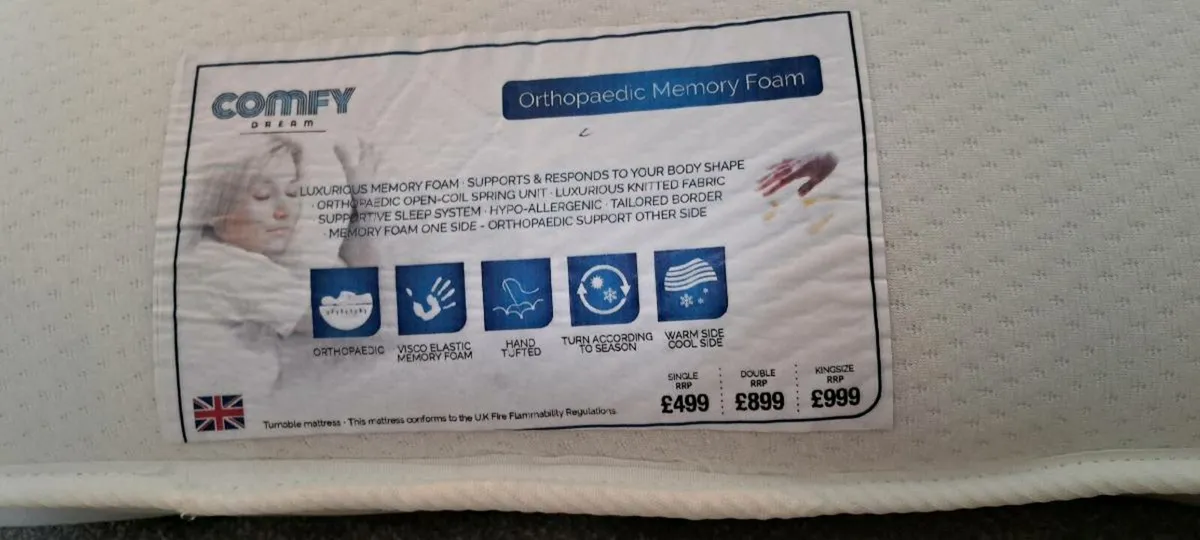 COMFY
DREAM
Orthopaedic Memory Foam
LUXURIOUS MEMORY FOAM · SUPPORTS & RESPONDS TO YOUR BODY SHAPE
· ORTHOPAEDIC OPEN-COIL SPRING UNIT · LUXURIOUS KNITTED FABRIC
SUPPORTIVE SLEEP SYSTEM · HYPO-ALLERGENIC · TAILORED BORDER
· MEMORY FOAM ONE SIDE - ORTHOPAEDIC SUPPORT OTHER SIDE
ORTHOPAEDIC
VISCO ELASTIC
MEMORY FOAM
HAND
TUFTED
TURN ACCORDING
TO SEASON
WARM SIDE
COOL SIDE
SINGLE
RRP
£499
DOUBLE
RRP
£899
KINGSIZE
RRP
£999
Turnable mattress · This mattress conforms to the U.K Fire Flammability Regulations.